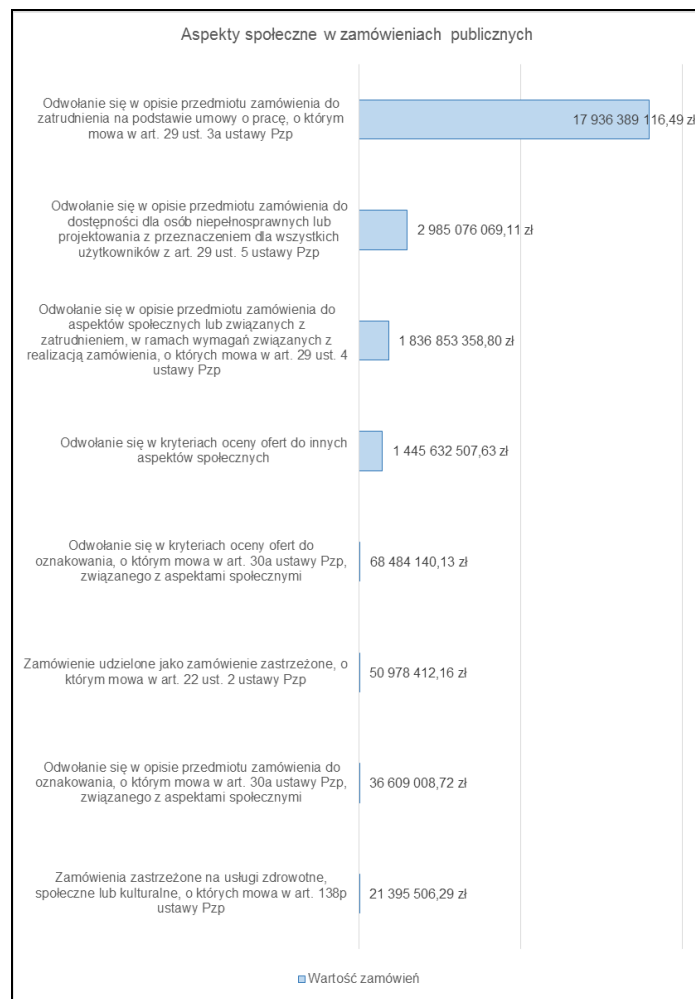 Aspekty społeczne w zamówieniach publicznych
Odwołanie się w opisie przedmiotu zamówienia do
zatrudnienia na podstawie umowy o pracę, o którym
mowa w art. 29 ust. 3a ustawy Pzp
17 936 389 116,49 zł
Odwołanie się w opisie przedmiotu zamówienia do
dostępności dla osób niepełnosprawnych lub
projektowania z przeznaczeniem dla wszystkich
użytkowników z art. 29 ust. 5 ustawy Pzp
2 985 076 069,11 zł
Odwołanie się w opisie przedmiotu zamówienia do
aspektów społecznych lub związanych z
zatrudnieniem, w ramach wymagań związanych z
realizacją zamówienia, o których mowa w art. 29 ust. 4
ustawy Pzp
1 836 853 358,80 zł
Odwołanie się w kryteriach oceny ofert do innych
aspektów społecznych
1 445 632 507,63 zł
Odwołanie się w kryteriach oceny ofert do
oznakowania, o którym mowa w art. 30a ustawy Pzp,
związanego z aspektami społecznymi
68 484 140,13 zł
Zamówienie udzielone jako zamówienie zastrzeżone, o
którym mowa w art. 22 ust. 2 ustawy Pzp
50 978 412,16 zł
Odwołanie się w opisie przedmiotu zamówienia do
oznakowania, o którym mowa w art. 30a ustawy Pzp,
związanego z aspektami społecznymi
36 609 008,72 zł
Zamówienia zastrzeżone na usługi zdrowotne,
społeczne lub kulturalne, o których mowa w art. 138p
ustawy Pzp
21 395 506,29 zł
Wartość zamówień